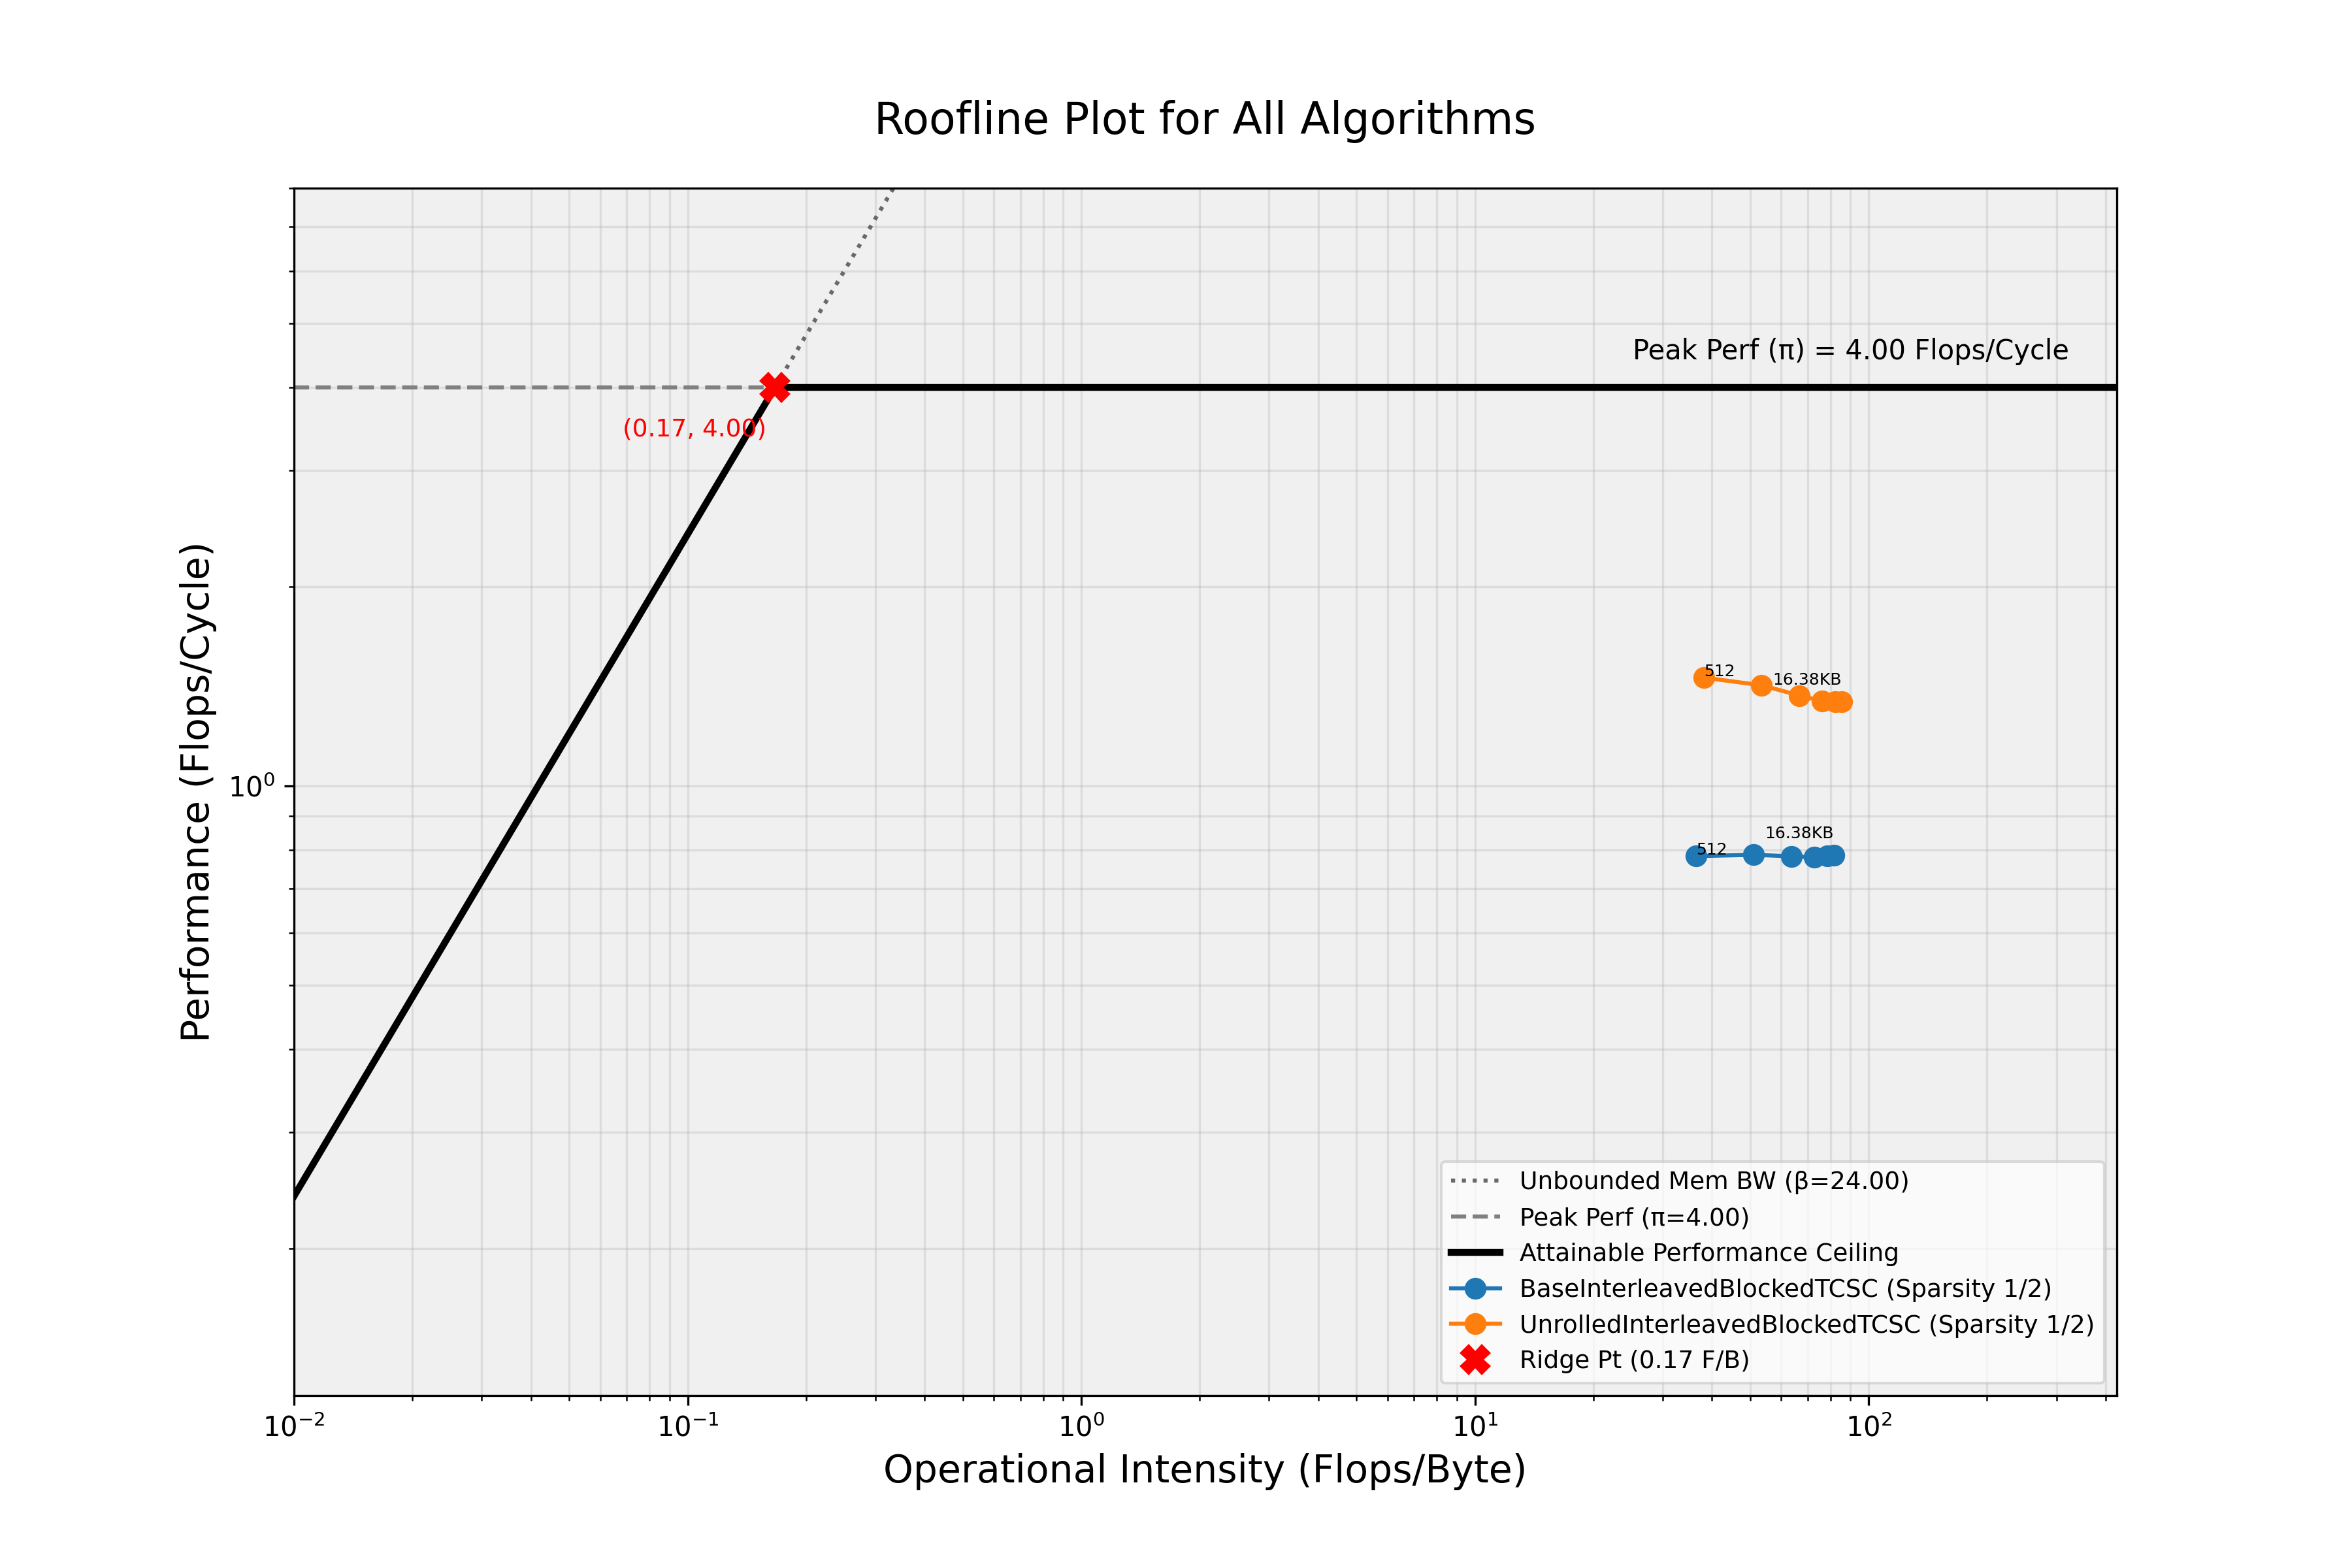 Roofline Plot for All Algorithms
Peak Perf (π) = 4.00 Flops/Cycle
(0.17, 4.00)
512
16.38KB
16.38KB
512
Performance (Flops/Cycle)
10⁰
Unbounded Mem BW (β=24.00)
Peak Perf (π=4.00)
Attainable Performance Ceiling
BaseInterleavedBlockedTCSC (Sparsity 1/2)
UnrolledInterleavedBlockedTCSC (Sparsity 1/2)
Ridge Pt (0.17 F/B)
10⁻² 10⁻¹ 10⁰ 10¹ 10²
Operational Intensity (Flops/Byte)